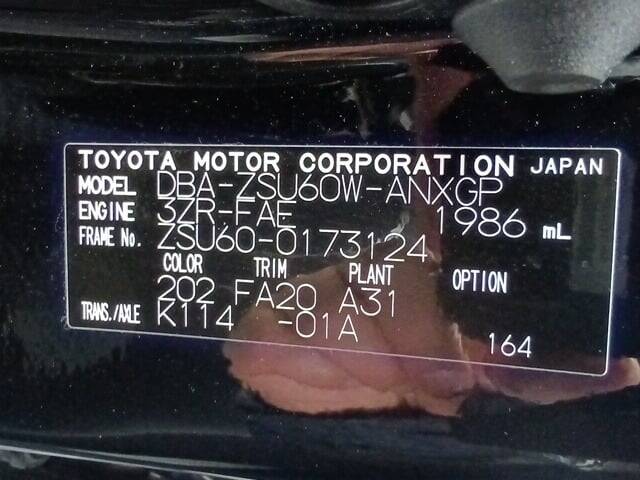 TOYOTA MOTOR CORPORATION JAPAN
MODEL DBA-ZSU60W-ANXGP
ENGINE 3ZR-FAE 1986 mL
FRAME No. ZSU60-0173124
COLOR TRIM PLANT OPTION
202 FA20 A31
TRANS./AXLE K114 -01A
164